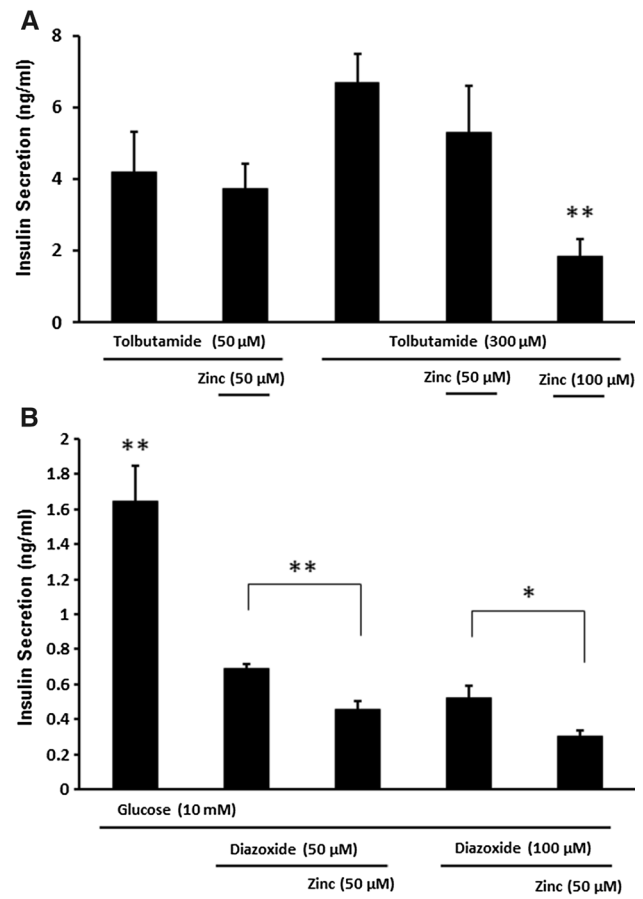 A
Insulin Secretion (ng/ml)
8
6
4
2
0
**
Tolbutamide (50 µM)
Tolbutamide (300 µM)
Zinc (50 µM)
Zinc (50 µM)
Zinc (100 µM)
B
Insulin Secretion (ng/ml)
2
1.8
1.6
1.4
1.2
1
0.8
0.6
0.4
0.2
0
**
**
*
Glucose (10 mM)
Diazoxide (50 µM)
Diazoxide (100 µM)
Zinc (50 µM)
Zinc (50 µM)